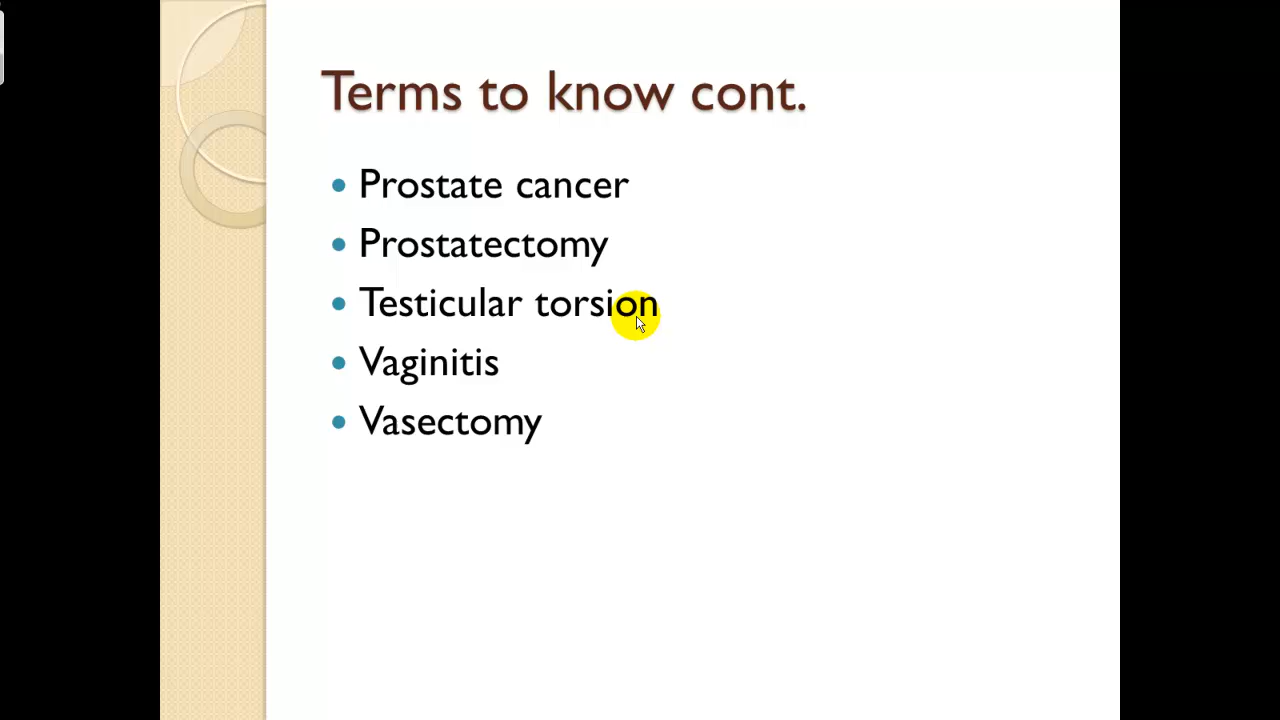 Terms to know cont.
• Prostate cancer
• Prostatectomy
• Testicular torsion
• Vaginitis
• Vasectomy